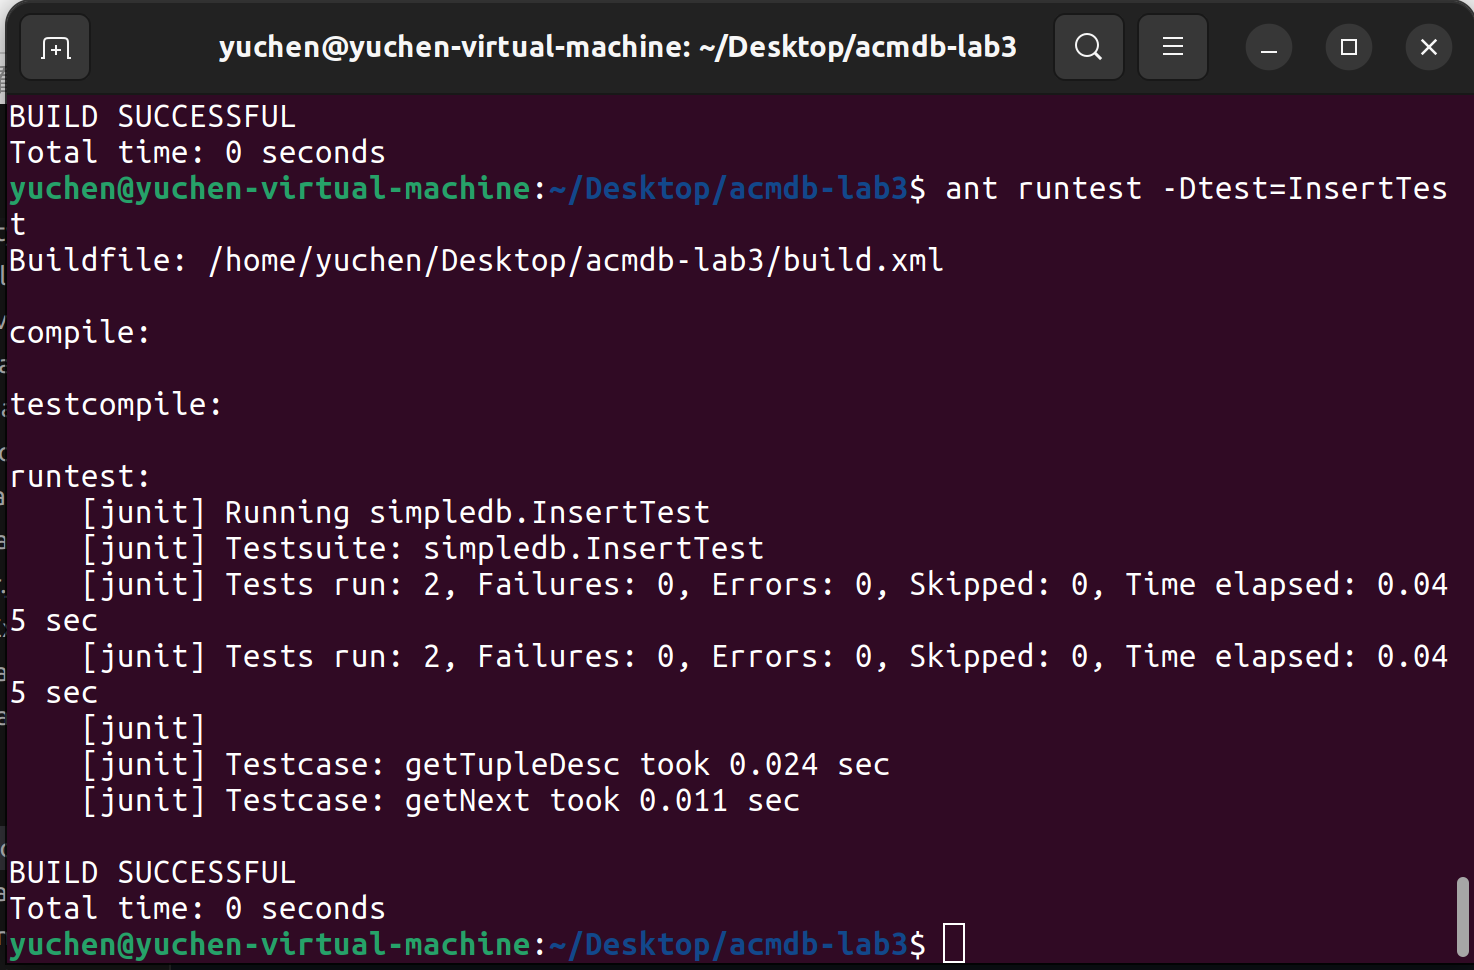 yuchen@yuchen-virtual-machine: ~/Desktop/acmdb-lab3
BUILD SUCCESSFUL
Total time: 0 seconds
yuchen@yuchen-virtual-machine:~/Desktop/acmdb-lab3$ ant runtest -Dtest=InsertTes
t
Buildfile: /home/yuchen/Desktop/acmdb-lab3/build.xml
compile:
testcompile:
runtest:
[junit] Running simpledb.InsertTest
[junit] Testsuite: simpledb.InsertTest
[junit] Tests run: 2, Failures: 0, Errors: 0, Skipped: 0, Time elapsed: 0.04
5 sec
[junit] Tests run: 2, Failures: 0, Errors: 0, Skipped: 0, Time elapsed: 0.04
5 sec
[junit]
[junit] Testcase: getTupleDesc took 0.024 sec
[junit] Testcase: getNext took 0.011 sec
BUILD SUCCESSFUL
Total time: 0 seconds
yuchen@yuchen-virtual-machine:~/Desktop/acmdb-lab3$